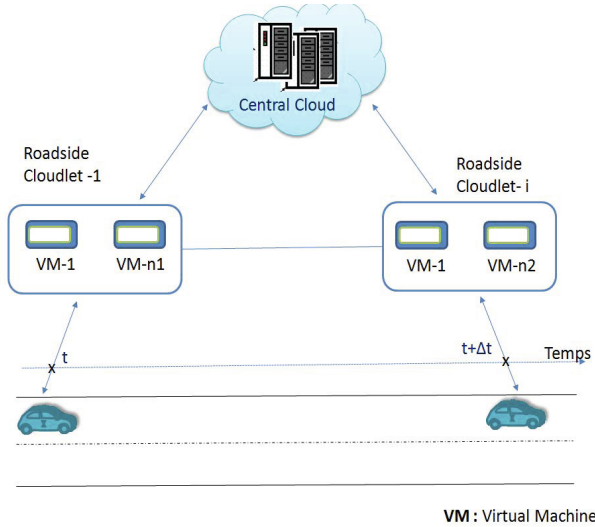 Central Cloud
Roadside
Cloudlet -1
Roadside
Cloudlet- i
VM-1
VM-n1
VM-1
VM-n2
t
t+Δt
Temps
VM : Virtual Machine